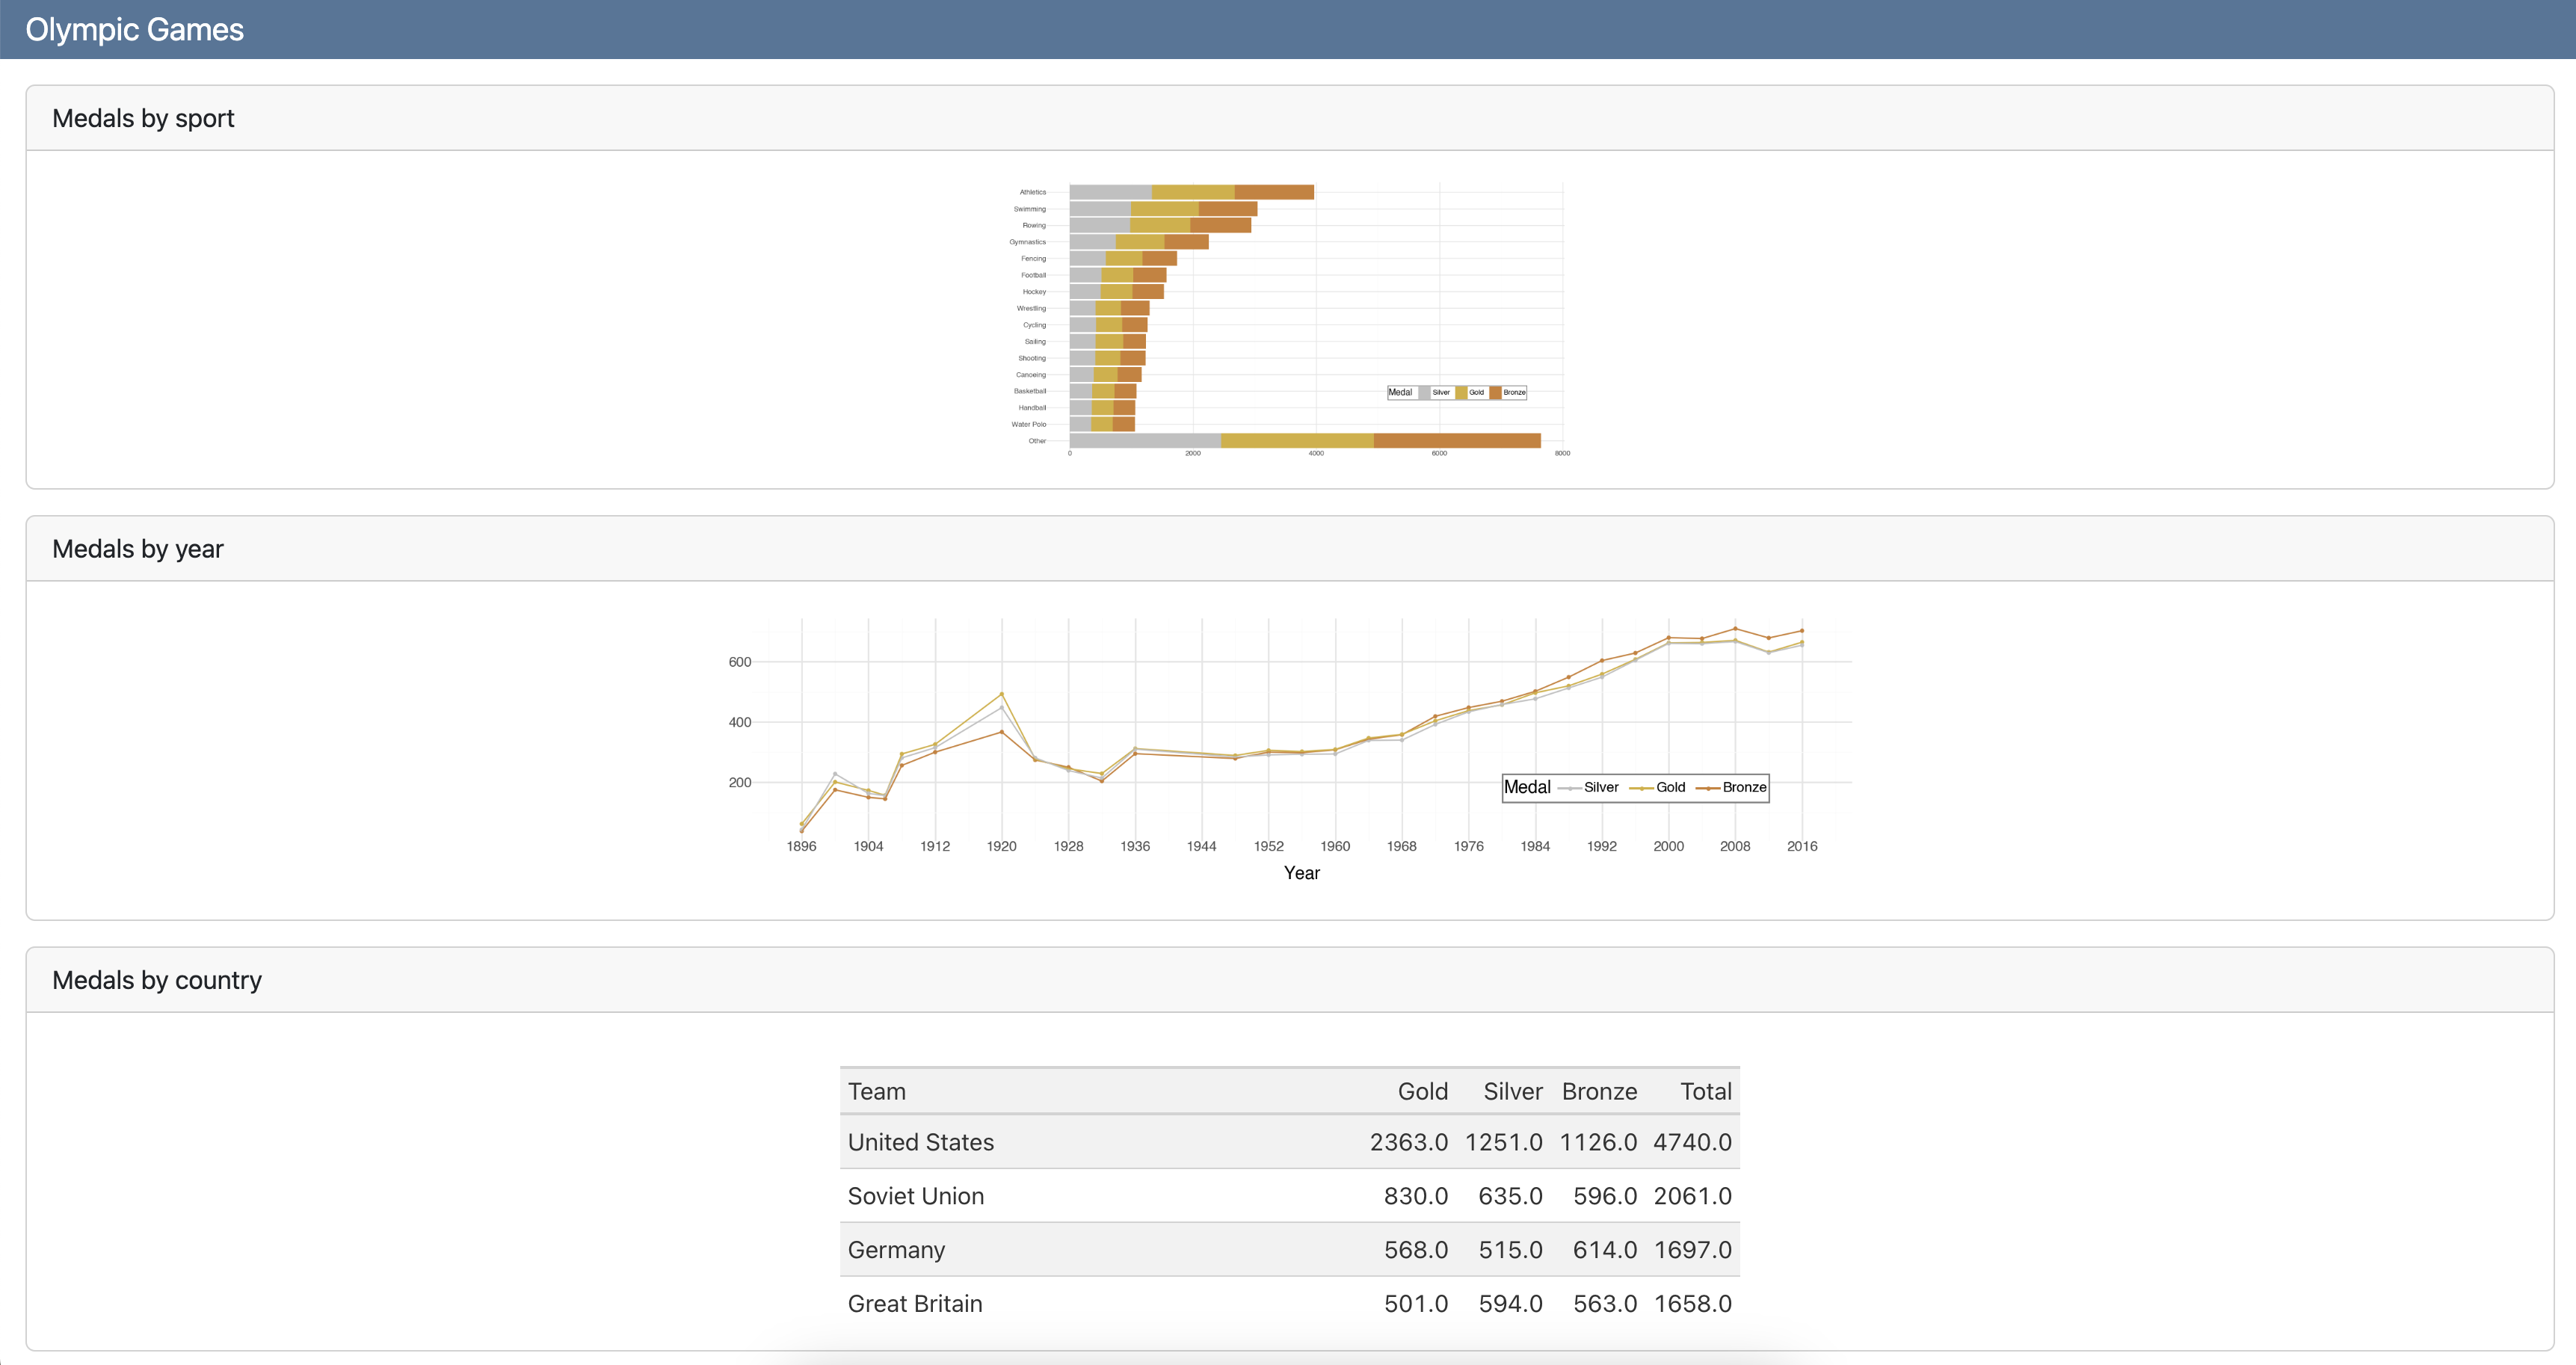 Olympic Games
Medals by sport
Athletics
Swimming
Rowing
Gymnastics
Fencing
Football
Hockey
Wrestling
Cycling
Sailing
Shooting
Canoeing
Basketball
Medal Silver Gold Bronze
Handball
Water Polo
Other
0 2000 4000 6000 8000
Medals by year
600
400
200
Medal Silver Gold Bronze
1896 1904 1912 1920 1928 1936 1944 1952 1960 1968 1976 1984 1992 2000 2008 2016
Year
Medals by country
Team Gold Silver Bronze Total
United States 2363.0 1251.0 1126.0 4740.0
Soviet Union 830.0 635.0 596.0 2061.0
Germany 568.0 515.0 614.0 1697.0
Great Britain 501.0 594.0 563.0 1658.0